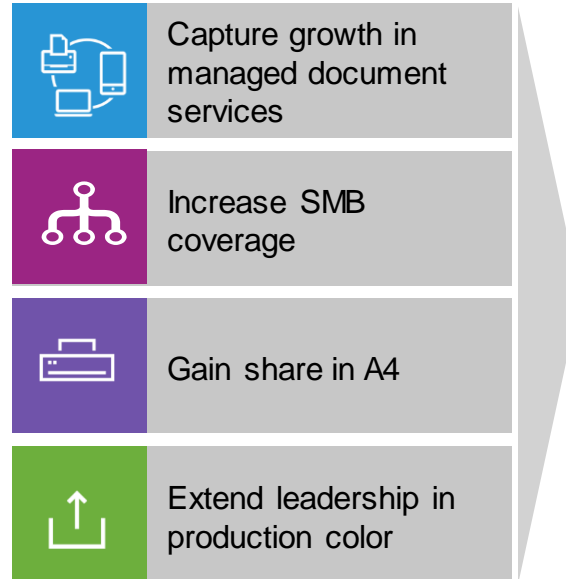 Capture growth in
managed document
services
Increase SMB
coverage
Gain share in A4
Extend leadership in
production color